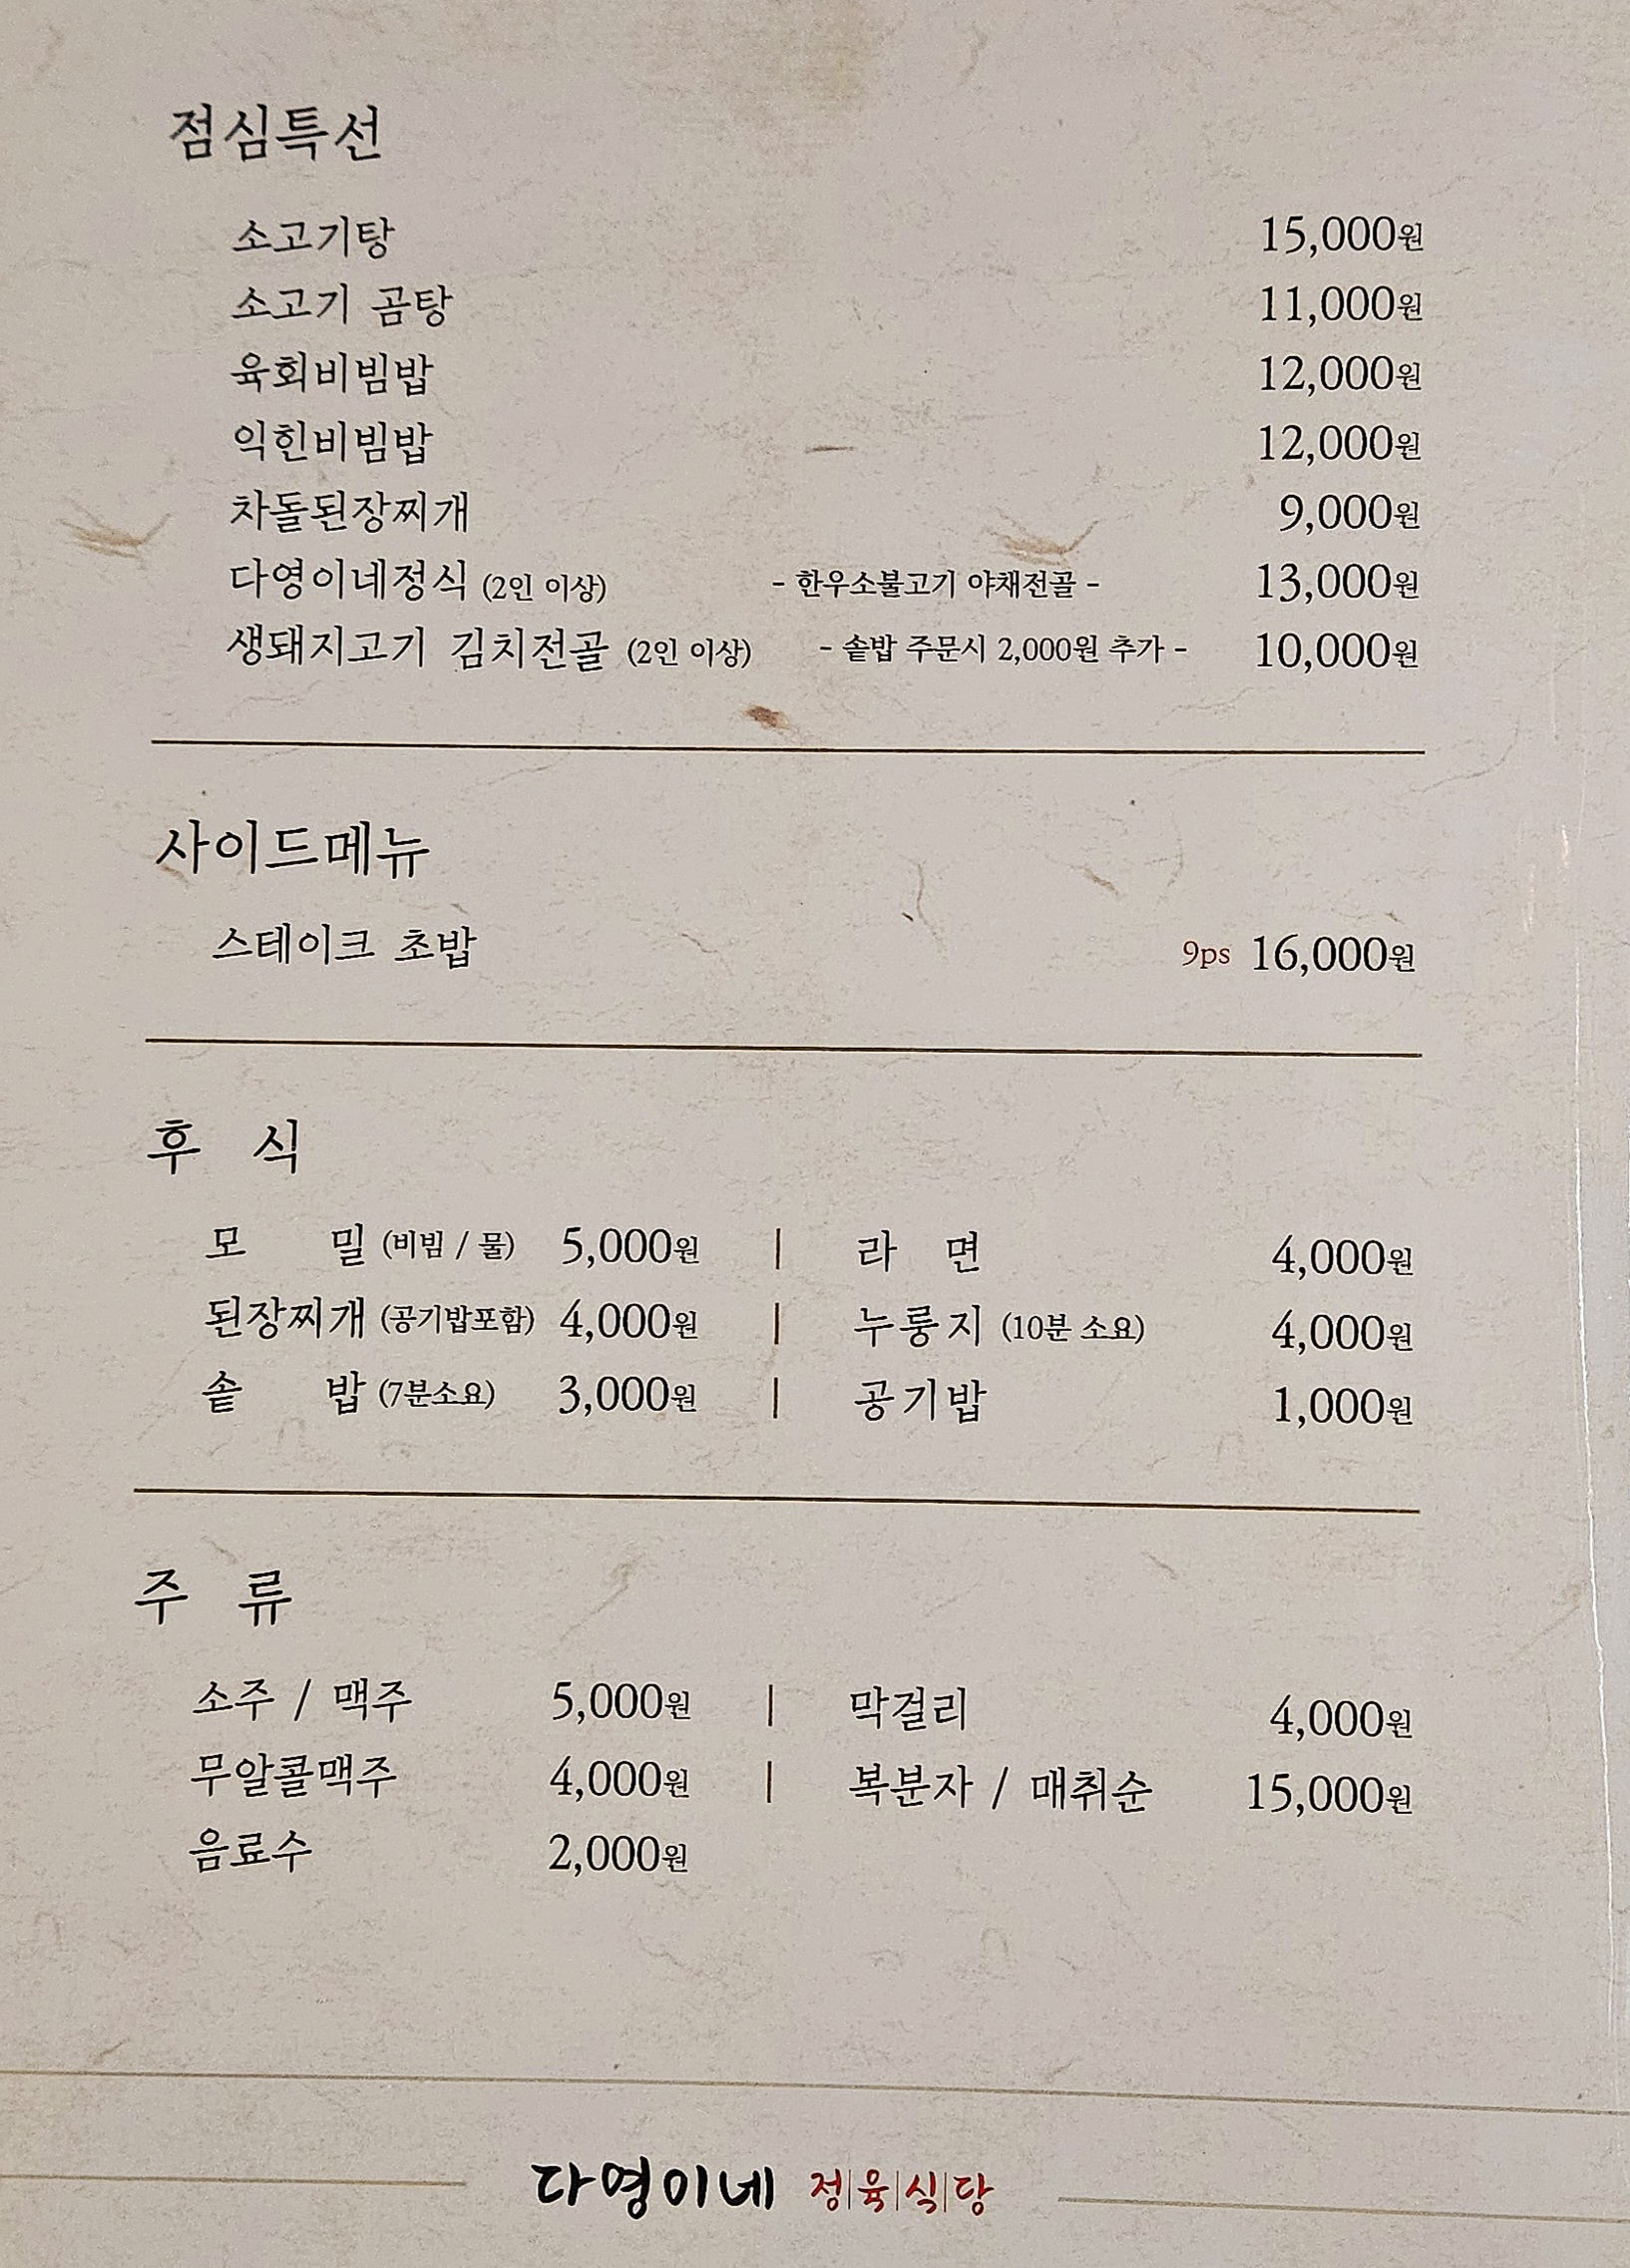 점심특선
소고기탕 15,000원
소고기 곰탕 11,000원
육회비빔밥 12,000원
익힌비빔밥 12,000원
차돌된장찌개 9,000원
다영이네정식 (2인 이상) - 한우소불고기 야채전골 - 13,000원
생돼지고기 김치전골 (2인 이상) - 솥밥 주문시 2,000원 추가 - 10,000원
사이드메뉴
스테이크 초밥 9ps 16,000원
후 식
모 밀 (비빔 / 물) 5,000원 | 라 면 4,000원
된장찌개 (공기밥포함) 4,000원 | 누룽지 (10분 소요) 4,000원
솥 밥 (7분소요) 3,000원 | 공기밥 1,000원
주 류
소주 / 맥주 5,000원 | 막걸리 4,000원
무알콜맥주 4,000원 | 복분자 / 매취순 15,000원
음료수 2,000원
다영이네 정|육|식|당